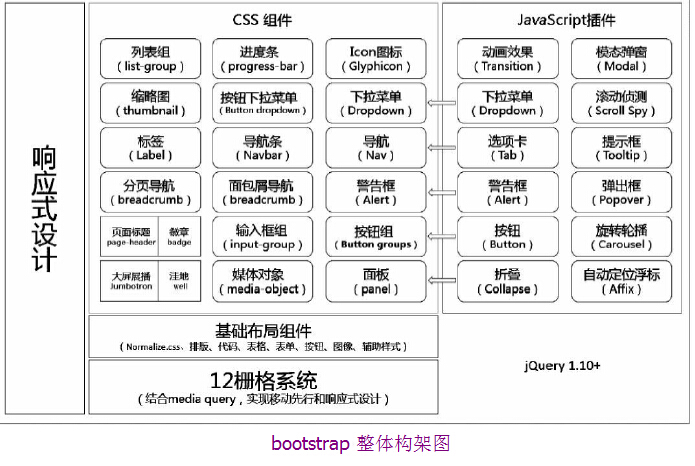 响应式设计
CSS 组件
列表组
(list-group)
进度条
(progress-bar)
Icon图标
(Glyphicon)
缩略图
(thumbnail)
按钮下拉菜单
(Button dropdown)
下拉菜单
(Dropdown)
标签
(Label)
导航条
(Navbar)
导航
(Nav)
分页导航
(breadcrumb)
面包屑导航
(breadcrumb)
警告框
(Alert)
页面标题
page-header
徽章
badge
输入框组
(input-group)
按钮组
(Button groups)
大屏展播
Jumbotron
洼地
well
媒体对象
(media-object)
面板
(panel)
基础布局组件
(Normalize.css、排版、代码、表格、表单、按钮、图像、辅助样式)
12栅格系统
(结合media query，实现移动先行和响应式设计)
JavaScript插件
动画效果
(Transition)
模态弹窗
(Modal)
下拉菜单
(Dropdown)
滚动侦测
(Scroll Spy)
选项卡
(Tab)
提示框
(Tooltip)
警告框
(Alert)
弹出框
(Popover)
按钮
(Button)
旋转轮播
(Carousel)
折叠
(Collapse)
自动定位浮标
(Affix)
jQuery 1.10+
bootstrap 整体构架图